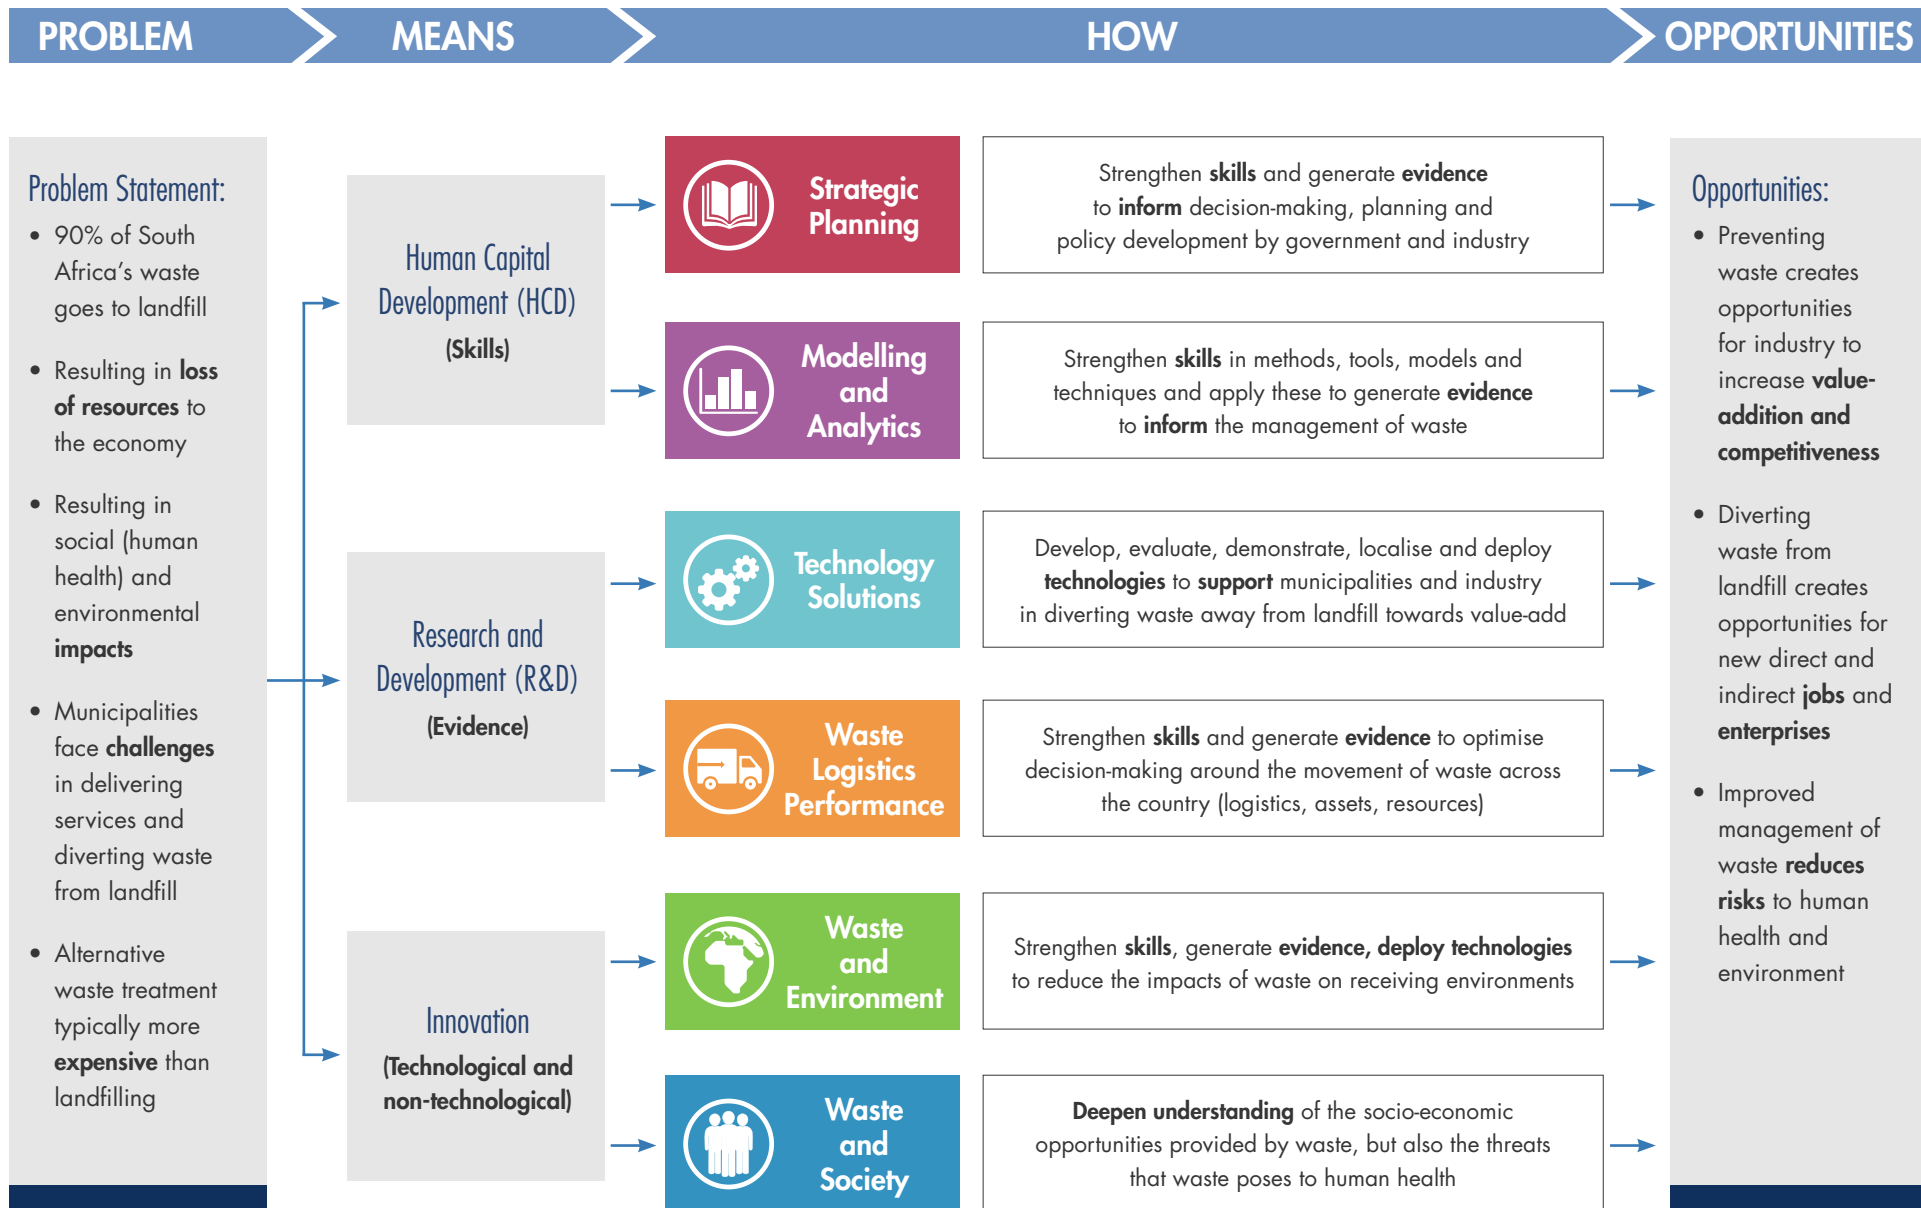 PROBLEM
MEANS
HOW
OPPORTUNITIES
Problem Statement:
• 90% of South
Africa’s waste
goes to landfill
• Resulting in loss
of resources to
the economy
• Resulting in
social (human
health) and
environmental
impacts
• Municipalities
face challenges
in delivering
services and
diverting waste
from landfill
• Alternative
waste treatment
typically more
expensive than
landfilling
Human Capital
Development (HCD)
(Skills)
Research and
Development (R&D)
(Evidence)
Innovation
(Technological and
non-technological)
Strategic
Planning
Strengthen skills and generate evidence
to inform decision-making, planning and
policy development by government and industry
Modelling
and
Analytics
Strengthen skills in methods, tools, models and
techniques and apply these to generate evidence
to inform the management of waste
Technology
Solutions
Develop, evaluate, demonstrate, localise and deploy
technologies to support municipalities and industry
in diverting waste away from landfill towards value-add
Waste
Logistics
Performance
Strengthen skills and generate evidence to optimise
decision-making around the movement of waste across
the country (logistics, assets, resources)
Waste
and
Environment
Strengthen skills, generate evidence, deploy technologies
to reduce the impacts of waste on receiving environments
Waste
and
Society
Deepen understanding of the socio-economic
opportunities provided by waste, but also the threats
that waste poses to human health
Opportunities:
• Preventing
waste creates
opportunities
for industry to
increase value-
addition and
competitiveness
• Diverting
waste from
landfill creates
opportunities for
new direct and
indirect jobs and
enterprises
• Improved
management of
waste reduces
risks to human
health and
environment